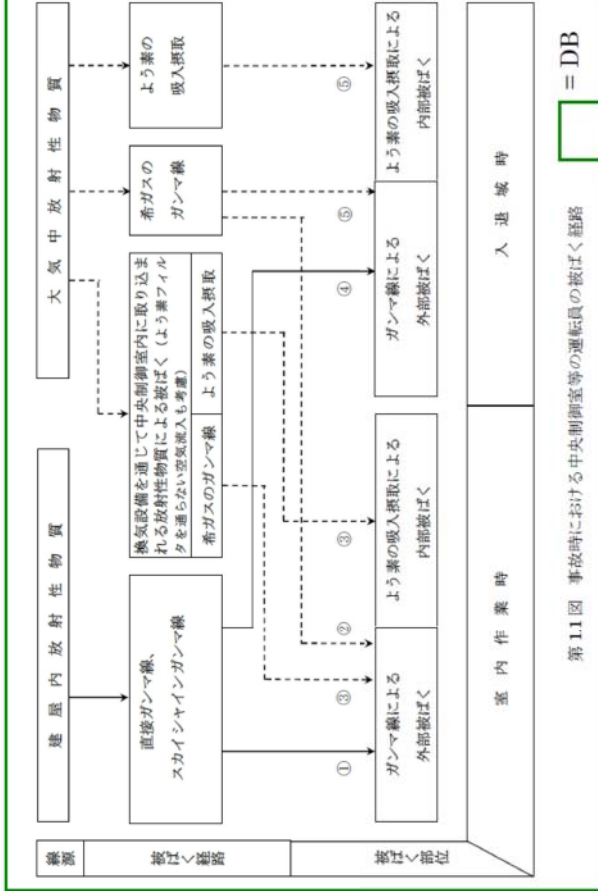 線源
建屋内放射性物質
大気中放射性物質
被ばく経路
直接ガンマ線、
スカイシャインガンマ線
換気設備を通じて中央制御室内に取り込ま
れる放射性物質による被ばく（よう素フィル
タを通らない空気流入も考慮）
希ガスのガンマ線
よう素の吸入摂取
希ガスの
ガンマ線
よう素の
吸入摂取
①
③
②
③
④
⑤
⑤
被ばく部位
ガンマ線による
外部被ばく
よう素の吸入摂取による
内部被ばく
ガンマ線による
外部被ばく
よう素の吸入摂取による
内部被ばく
室内作業時
入退域時
第1.1図 事故時における中央制御室等の運転員の被ばく経路
= DB